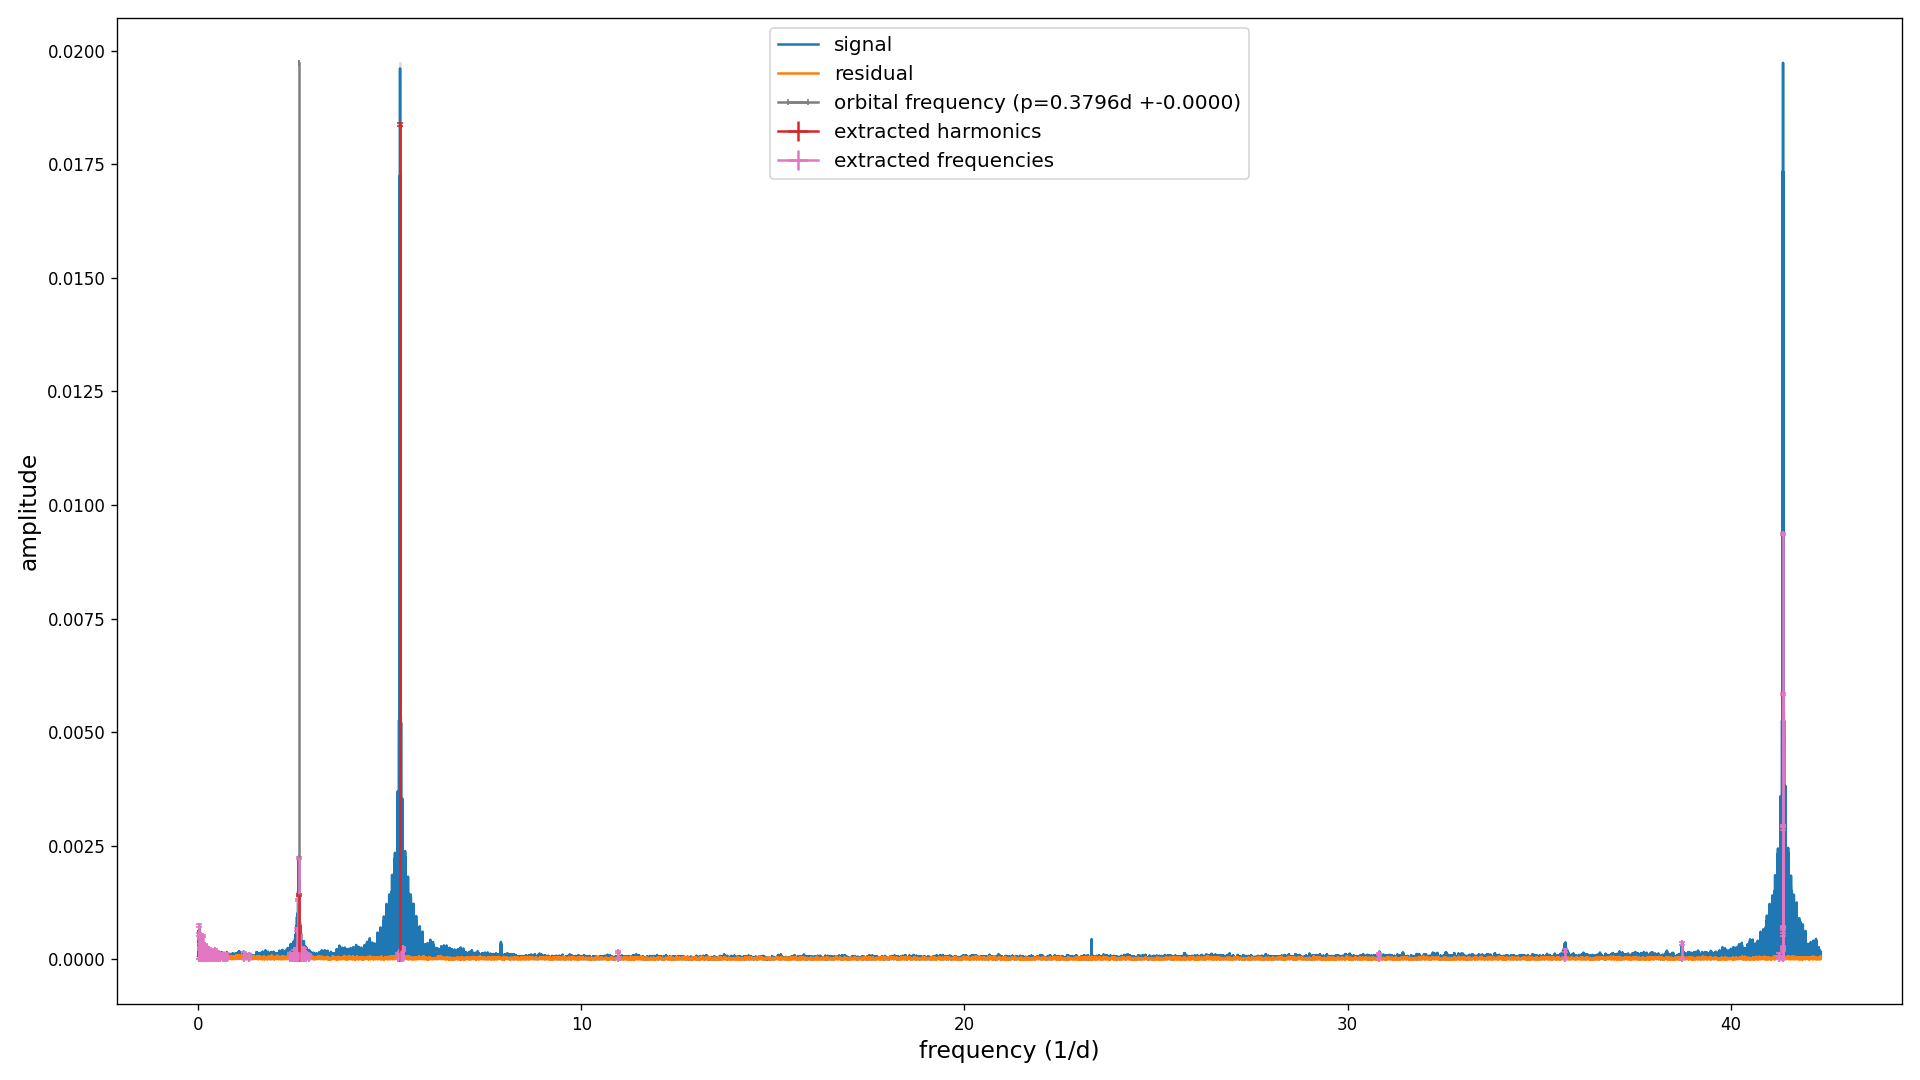 signal
residual
orbital frequency (p=0.3796d +-0.0000)
extracted harmonics
extracted frequencies
0.0200
0.0175
0.0150
0.0125
0.0100
0.0075
0.0050
0.0025
0.0000
amplitude
0 10 20 30 40
frequency (1/d)